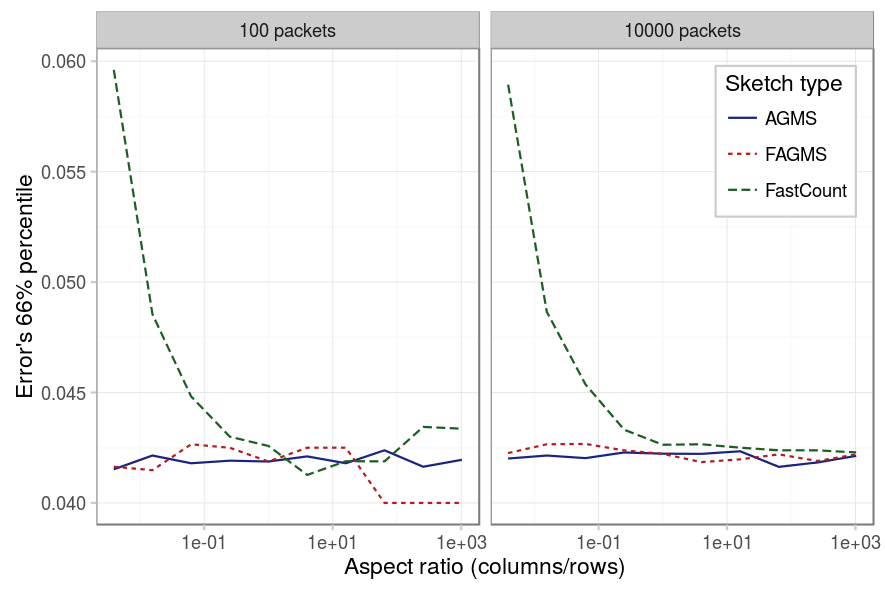 100 packets
10000 packets
Error's 66% percentile
0.060
0.055
0.050
0.045
0.040
Sketch type
AGMS
FAGMS
FastCount
1e-01
1e+01
1e+03
1e-01
1e+01
1e+03
Aspect ratio (columns/rows)